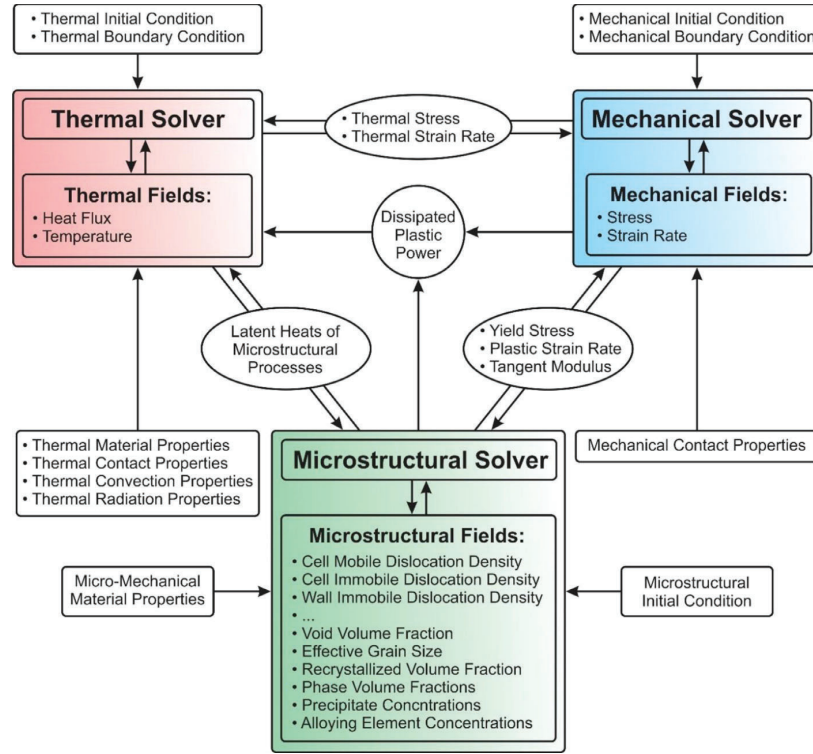 • Thermal Initial Condition
• Thermal Boundary Condition
• Mechanical Initial Condition
• Mechanical Boundary Condition
Thermal Solver
• Thermal Stress
• Thermal Strain Rate
Mechanical Solver
Thermal Fields:
• Heat Flux
• Temperature
Dissipated
Plastic
Power
Mechanical Fields:
• Stress
• Strain Rate
Latent Heats of
Microstructural
Processes
• Yield Stress
• Plastic Strain Rate
• Tangent Modulus
• Thermal Material Properties
• Thermal Contact Properties
• Thermal Convection Properties
• Thermal Radiation Properties
Mechanical Contact Properties
Microstructural Solver
Microstructural Fields:
• Cell Mobile Dislocation Density
• Cell Immobile Dislocation Density
• Wall Immobile Dislocation Density
• ...
• Void Volume Fraction
• Effective Grain Size
• Recrystallized Volume Fraction
• Phase Volume Fractions
• Precipitate Concntrations
• Alloying Element Concentrations
Micro-Mechanical
Material Properties
Microstructural
Initial Condition